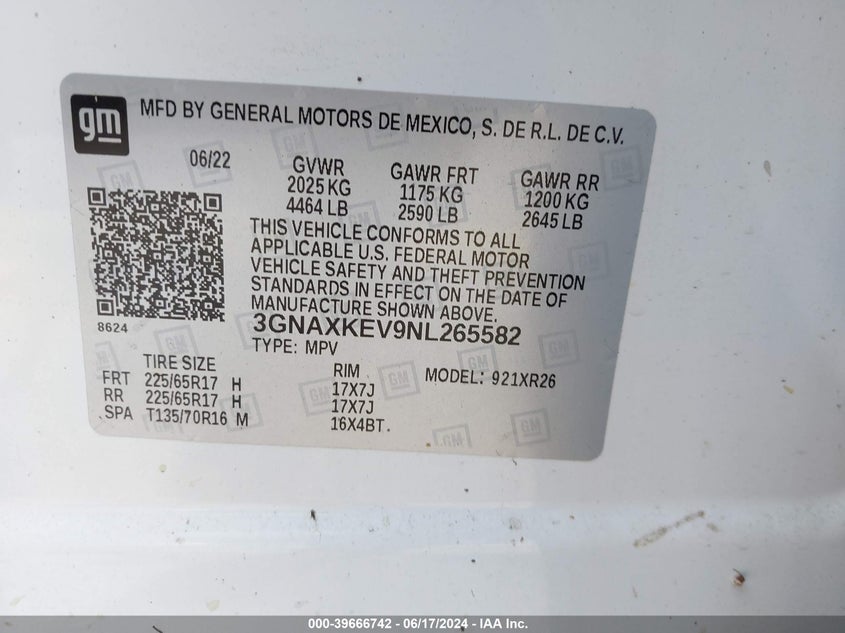 gm
MFD BY GENERAL MOTORS DE MEXICO, S. DE R.L. DE C.V.
06/22
GVWR GAWR FRT GAWR RR
2025 KG 1175 KG 1200 KG
4464 LB 2590 LB 2645 LB
THIS VEHICLE CONFORMS TO ALL
APPLICABLE U.S. FEDERAL MOTOR
VEHICLE SAFETY AND THEFT PREVENTION
STANDARDS IN EFFECT ON THE DATE OF
MANUFACTURE SHOWN ABOVE.
8624
3GNAXKEV9NL265582
TYPE: MPV
TIRE SIZE RIM MODEL: 921XR26
FRT 225/65R17 H 17X7J
RR 225/65R17 H 17X7J
SPA T135/70R16 M 16X4BT.
000-39666742 - 06/17/2024 - IAA Inc.